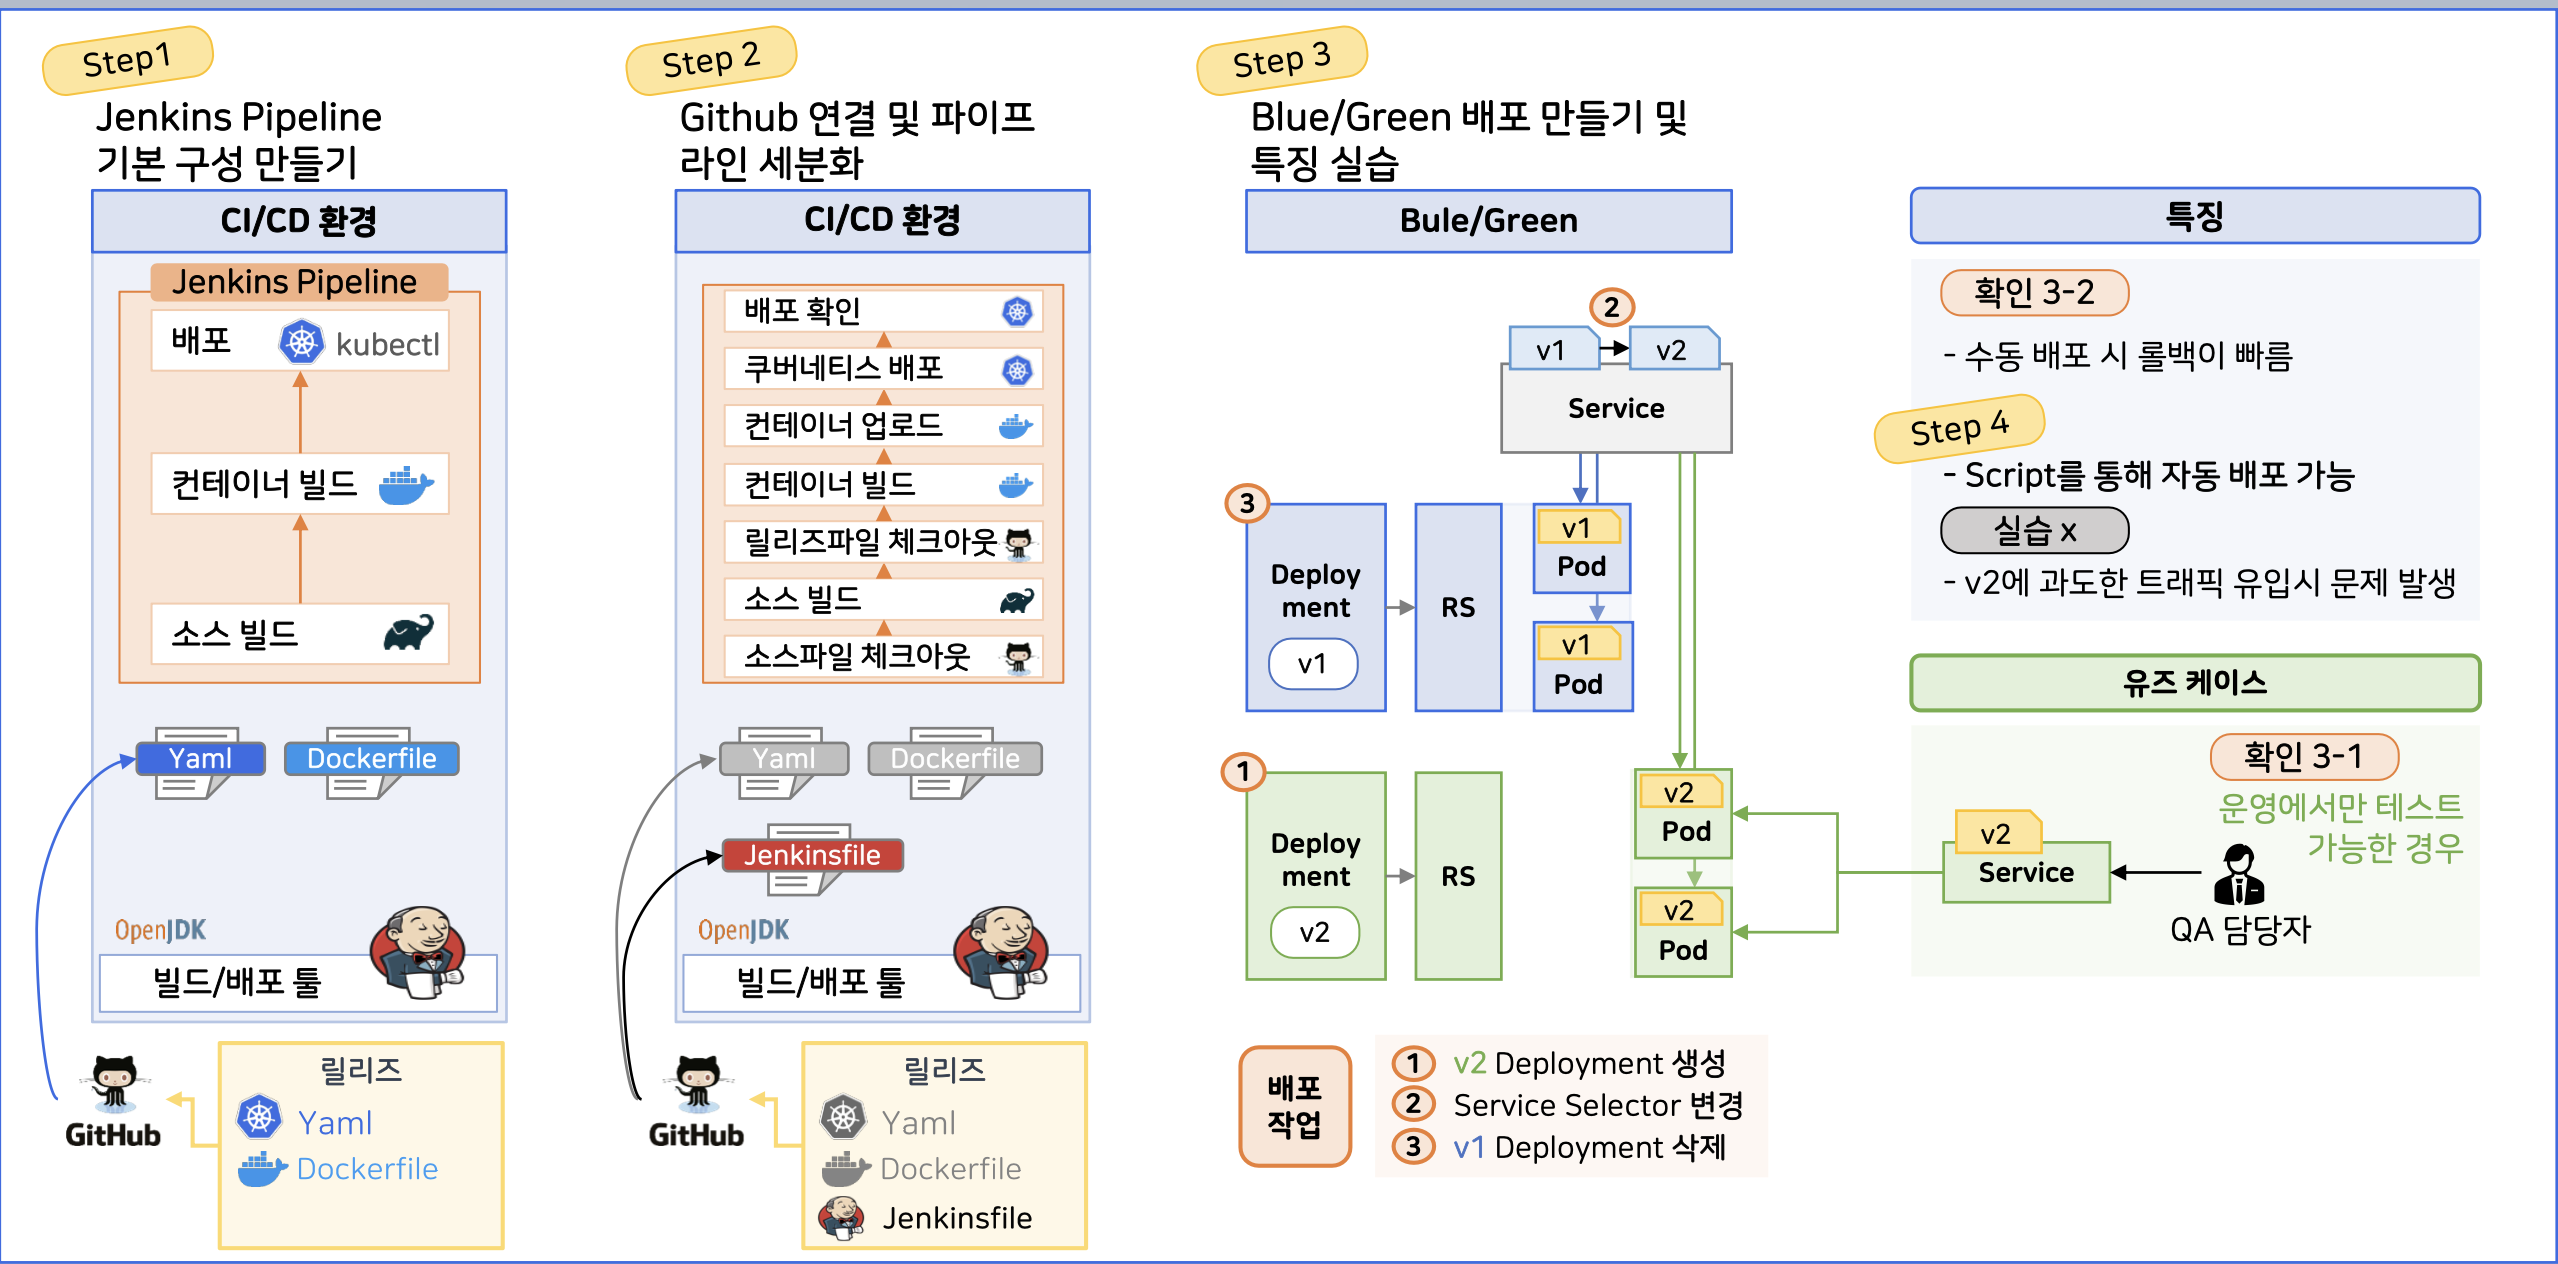 Step1
Jenkins Pipeline
기본 구성 만들기
CI/CD 환경
Jenkins Pipeline
배포
kubectl
컨테이너 빌드
소스 빌드
Yaml
Dockerfile
OpenJDK
빌드/배포 툴
GitHub
릴리즈
Yaml
Dockerfile
Step 2
Github 연결 및 파이프
라인 세분화
CI/CD 환경
배포 확인
쿠버네티스 배포
컨테이너 업로드
컨테이너 빌드
릴리즈파일 체크아웃
소스 빌드
소스파일 체크아웃
Yaml
Dockerfile
Jenkinsfile
OpenJDK
빌드/배포 툴
GitHub
릴리즈
Yaml
Dockerfile
Jenkinsfile
Step 3
Blue/Green 배포 만들기 및
특징 실습
Bule/Green
2
v1
v2
Service
3
Deploy
ment
v1
RS
v1
Pod
v1
Pod
1
Deploy
ment
v2
RS
v2
Pod
v2
Pod
배포
작업
1 v2 Deployment 생성
2 Service Selector 변경
3 v1 Deployment 삭제
특징
확인 3-2
- 수동 배포 시 롤백이 빠름
Step 4
- Script를 통해 자동 배포 가능
실습 x
- v2에 과도한 트래픽 유입시 문제 발생
유즈 케이스
확인 3-1
운영에서만 테스트
가능한 경우
v2
Service
QA 담당자